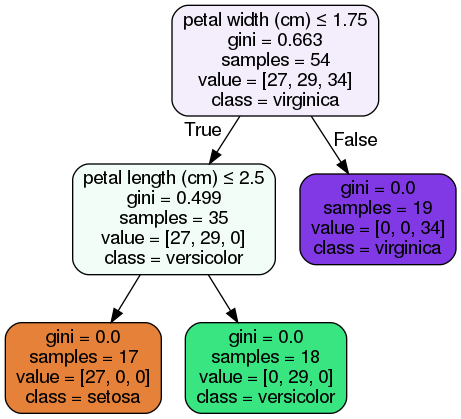 petal width (cm) ≤ 1.75
gini = 0.663
samples = 54
value = [27, 29, 34]
class = virginica
True
False
petal length (cm) ≤ 2.5
gini = 0.499
samples = 35
value = [27, 29, 0]
class = versicolor
gini = 0.0
samples = 19
value = [0, 0, 34]
class = virginica
gini = 0.0
samples = 17
value = [27, 0, 0]
class = setosa
gini = 0.0
samples = 18
value = [0, 29, 0]
class = versicolor